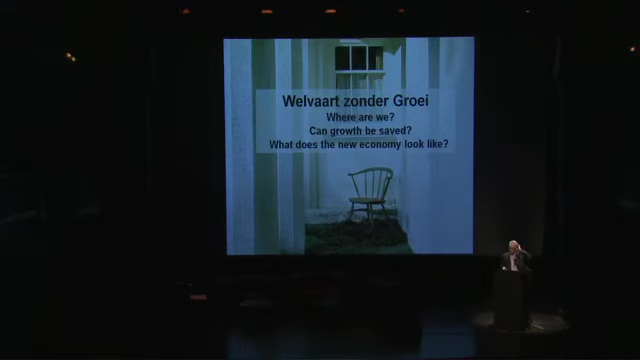 Welvaart zonder Groei
Where are we?
Can growth be saved?
What does the new economy look like?